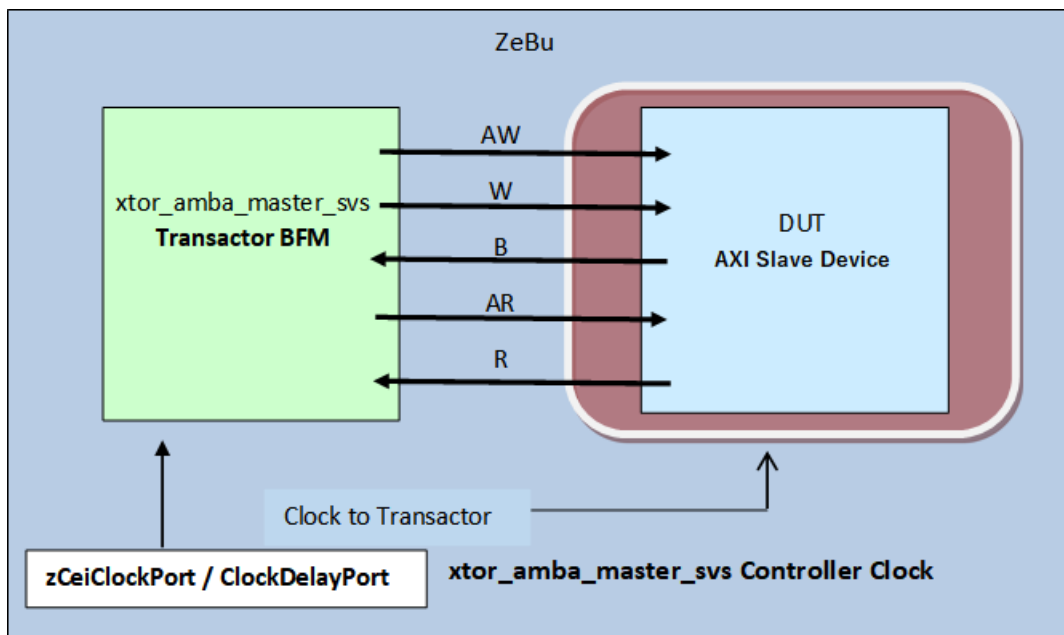 ZeBu
AW
W
xtor_amba_master_svs
Transactor BFM
B
DUT
AXI Slave Device
AR
R
Clock to Transactor
zCeiClockPort / ClockDelayPort
xtor_amba_master_svs Controller Clock